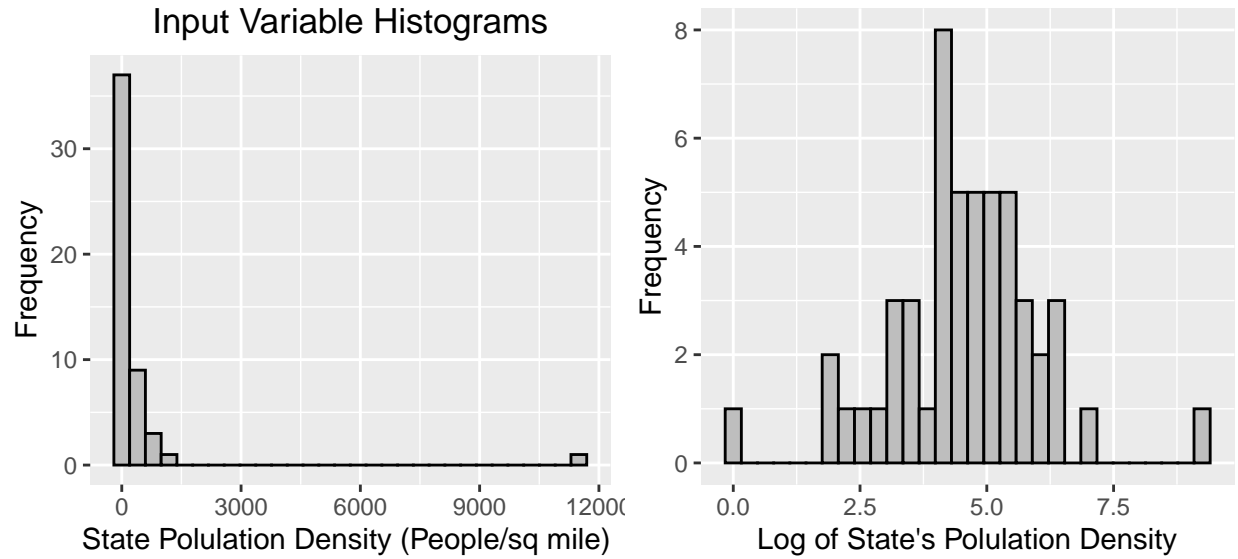 Input Variable Histograms
Frequency
30
20
10
0
0 3000 6000 9000 12000
State Polulation Density (People/sq mile)
Frequency
8
6
4
2
0
0.0 2.5 5.0 7.5
Log of State's Polulation Density